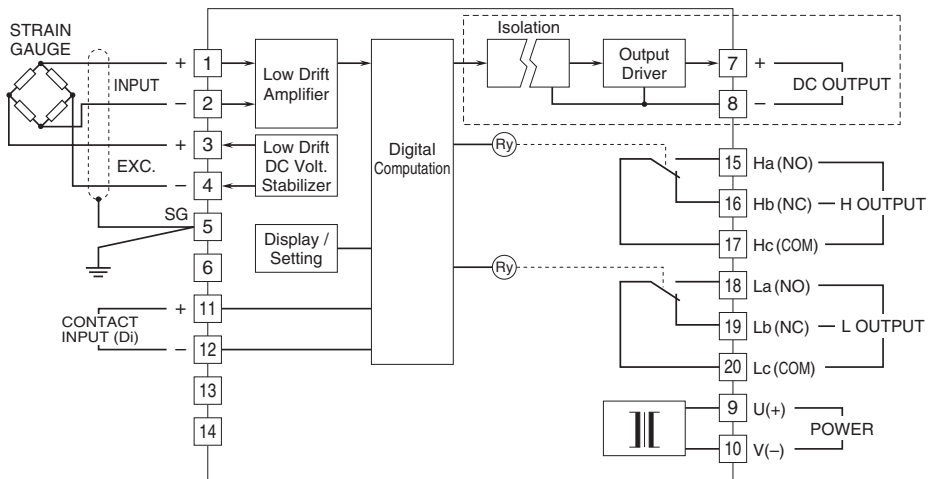 STRAIN
GAUGE
INPUT
EXC.
SG
+ 1
− 2
+ 3
− 4
5
6
+ 11
− 12
13
14
CONTACT
INPUT (Di)
Low Drift
Amplifier
Low Drift
DC Volt.
Stabilizer
Display /
Setting
Digital
Computation
Isolation
Output
Driver
7 +
8 −
DC OUTPUT
Ry
15 Ha (NO)
16 Hb (NC) H OUTPUT
17 Hc (COM)
Ry
18 La (NO)
19 Lb (NC) L OUTPUT
20 Lc (COM)
9 U(+)
POWER
10 V(–)